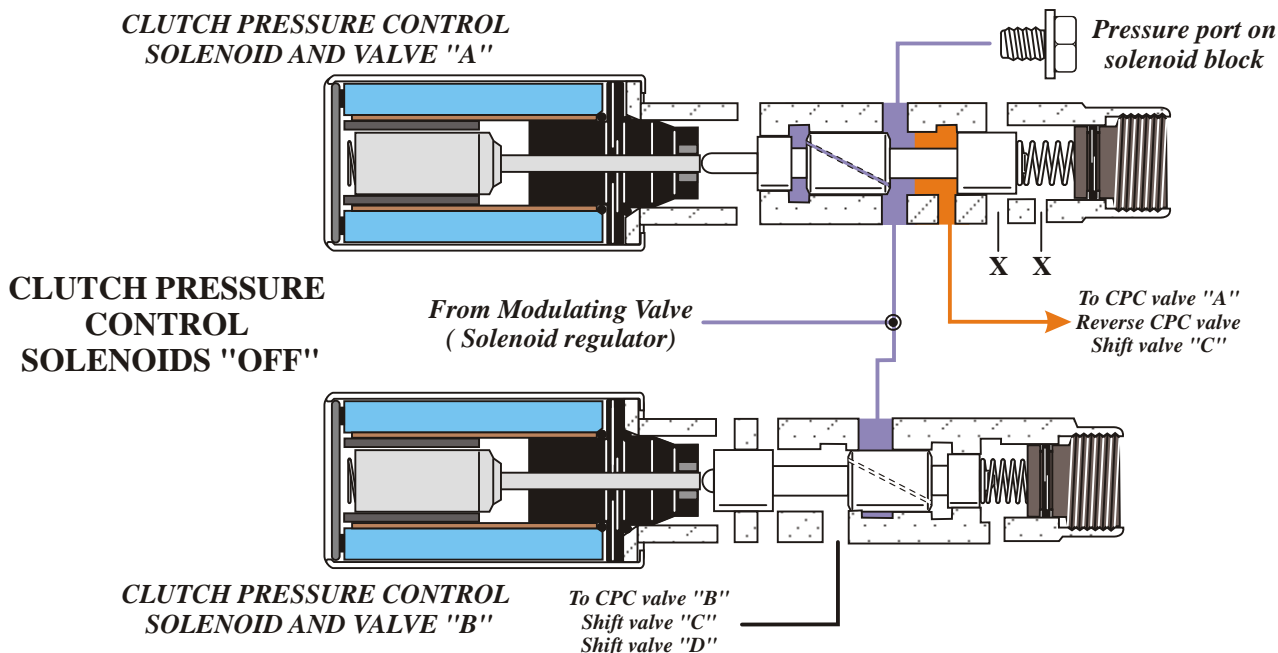 CLUTCH PRESSURE CONTROL
SOLENOID AND VALVE "A"
Pressure port on
solenoid block
X X
CLUTCH PRESSURE
CONTROL
SOLENOIDS "OFF"
From Modulating Valve
( Solenoid regulator)
To CPC valve "A"
Reverse CPC valve
Shift valve "C"
CLUTCH PRESSURE CONTROL
SOLENOID AND VALVE "B"
To CPC valve "B"
Shift valve "C"
Shift valve "D"